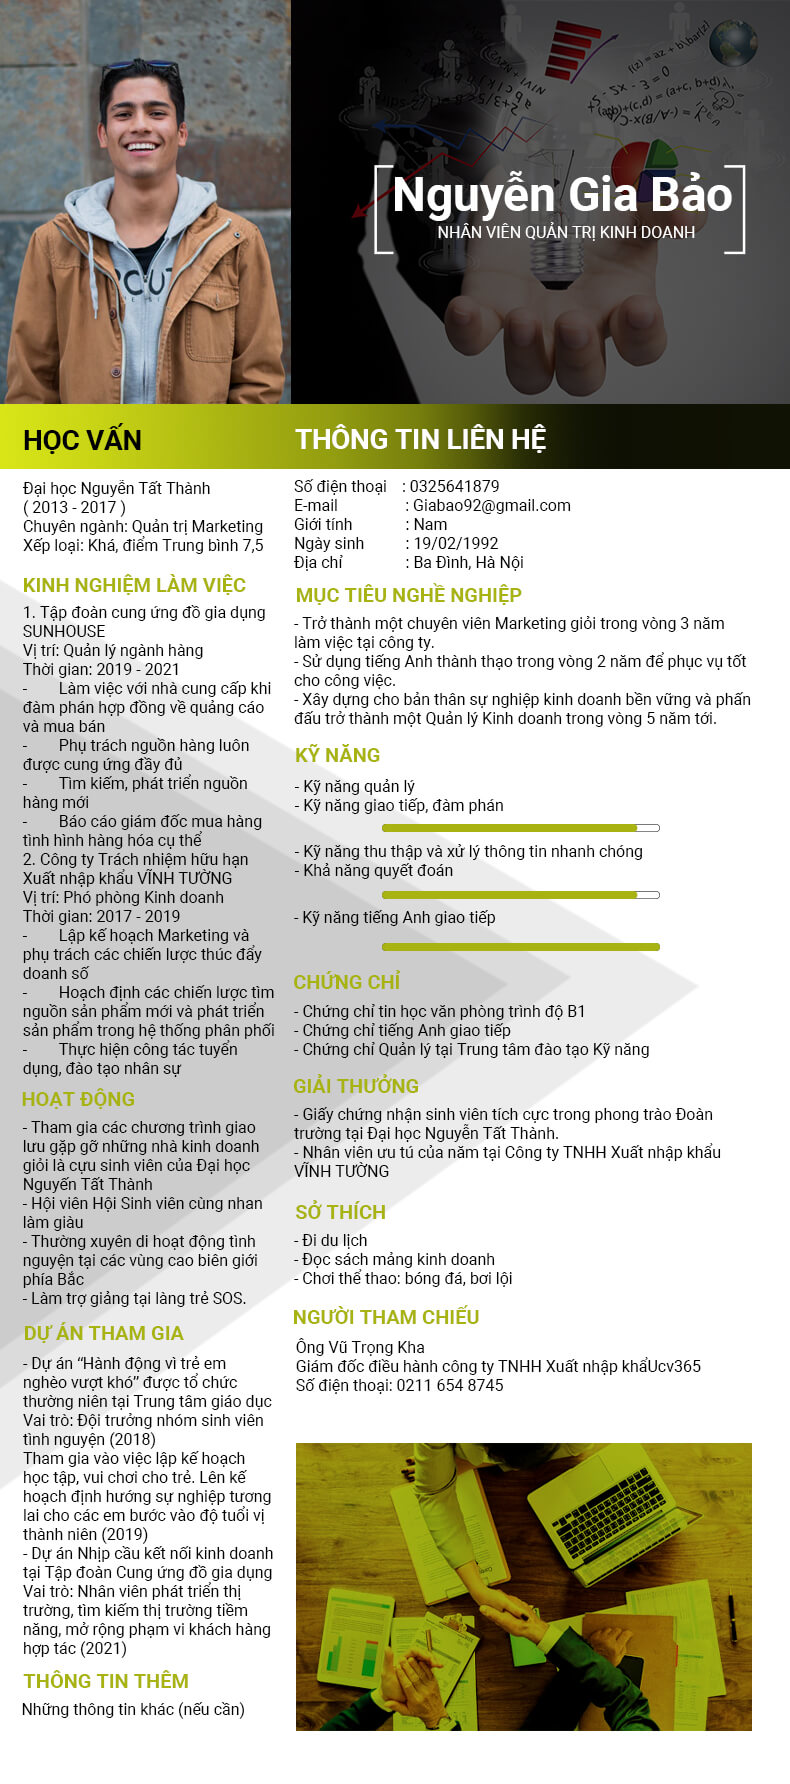 Nguyễn Gia Bảo
NHÂN VIÊN QUẢN TRỊ KINH DOANH
HỌC VẤN
Đại học Nguyễn Tất Thành
( 2013 - 2017 )
Chuyên ngành: Quản trị Marketing
Xếp loại: Khá, điểm Trung bình 7,5
KINH NGHIỆM LÀM VIỆC
1. Tập đoàn cung ứng đồ gia dụng
SUNHOUSE
Vị trí: Quản lý ngành hàng
Thời gian: 2019 - 2021
- Làm việc với nhà cung cấp khi
đàm phán hợp đồng về quảng cáo
và mua bán
- Phụ trách nguồn hàng luôn
được cung ứng đầy đủ
- Tìm kiếm, phát triển nguồn
hàng mới
- Báo cáo giám đốc mua hàng
tình hình hàng hóa cụ thể
2. Công ty Trách nhiệm hữu hạn
Xuất nhập khẩu VĨNH TƯỜNG
Vị trí: Phó phòng Kinh doanh
Thời gian: 2017 - 2019
- Lập kế hoạch Marketing và
phụ trách các chiến lược thúc đẩy
doanh số
- Hoạch định các chiến lược tìm
nguồn sản phẩm mới và phát triển
sản phẩm trong hệ thống phân phối
- Thực hiện công tác tuyển
dụng, đào tạo nhân sự
HOẠT ĐỘNG
- Tham gia các chương trình giao
lưu gặp gỡ những nhà kinh doanh
giỏi là cựu sinh viên của Đại học
Nguyến Tất Thành
- Hội viên Hội Sinh viên cùng nhan
làm giàu
- Thường xuyên di hoạt động tình
nguyện tại các vùng cao biên giới
phía Bắc
- Làm trợ giảng tại làng trẻ SOS.
DỰ ÁN THAM GIA
- Dự án “Hành động vì trẻ em
nghèo vượt khó” được tổ chức
thường niên tại Trung tâm giáo dục
Vai trò: Đội trưởng nhóm sinh viên
tình nguyện (2018)
Tham gia vào việc lập kế hoạch
học tập, vui chơi cho trẻ. Lên kế
hoạch định hướng sự nghiệp tương
lai cho các em bước vào độ tuổi vị
thành niên (2019)
- Dự án Nhịp cầu kết nối kinh doanh
tại Tập đoàn Cung ứng đồ gia dụng
Vai trò: Nhân viên phát triển thị
trường, tìm kiếm thị trường tiềm
năng, mở rộng phạm vi khách hàng
hợp tác (2021)
THÔNG TIN THÊM
Những thông tin khác (nếu cần)
THÔNG TIN LIÊN HỆ
Số điện thoại : 0325641879
E-mail : Giabao92@gmail.com
Giới tính : Nam
Ngày sinh : 19/02/1992
Địa chỉ : Ba Đình, Hà Nội
MỤC TIÊU NGHỀ NGHIỆP
- Trở thành một chuyên viên Marketing giỏi trong vòng 3 năm
làm việc tại công ty.
- Sử dụng tiếng Anh thành thạo trong vòng 2 năm để phục vụ tốt
cho công việc.
- Xây dựng cho bản thân sự nghiệp kinh doanh bền vững và phấn
đấu trở thành một Quản lý Kinh doanh trong vòng 5 năm tới.
KỸ NĂNG
- Kỹ năng quản lý
- Kỹ năng giao tiếp, đàm phán
- Kỹ năng thu thập và xử lý thông tin nhanh chóng
- Khả năng quyết đoán
- Kỹ năng tiếng Anh giao tiếp
CHỨNG CHỈ
- Chứng chỉ tin học văn phòng trình độ B1
- Chứng chỉ tiếng Anh giao tiếp
- Chứng chỉ Quản lý tại Trung tâm đào tạo Kỹ năng
GIẢI THƯỞNG
- Giấy chứng nhận sinh viên tích cực trong phong trào Đoàn
trường tại Đại học Nguyễn Tất Thành.
- Nhân viên ưu tú của năm tại Công ty TNHH Xuất nhập khẩu
VĨNH TƯỜNG
SỞ THÍCH
- Đi du lịch
- Đọc sách mảng kinh doanh
- Chơi thể thao: bóng đá, bơi lội
NGƯỜI THAM CHIẾU
Ông Vũ Trọng Kha
Giám đốc điều hành công ty TNHH Xuất nhập khẩUcv365
Số điện thoại: 0211 654 8745